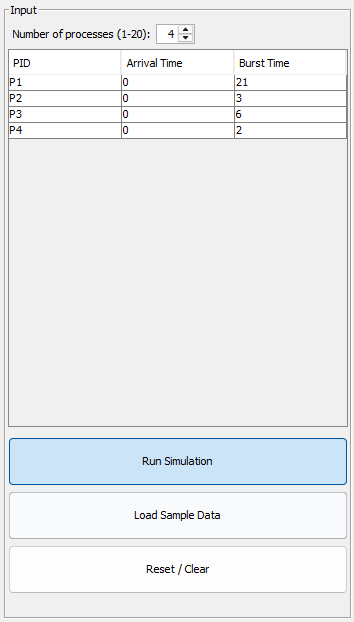 Input
Number of processes (1-20): 4
PID Arrival Time Burst Time
P1 0 21
P2 0 3
P3 0 6
P4 0 2
Run Simulation
Load Sample Data
Reset / Clear